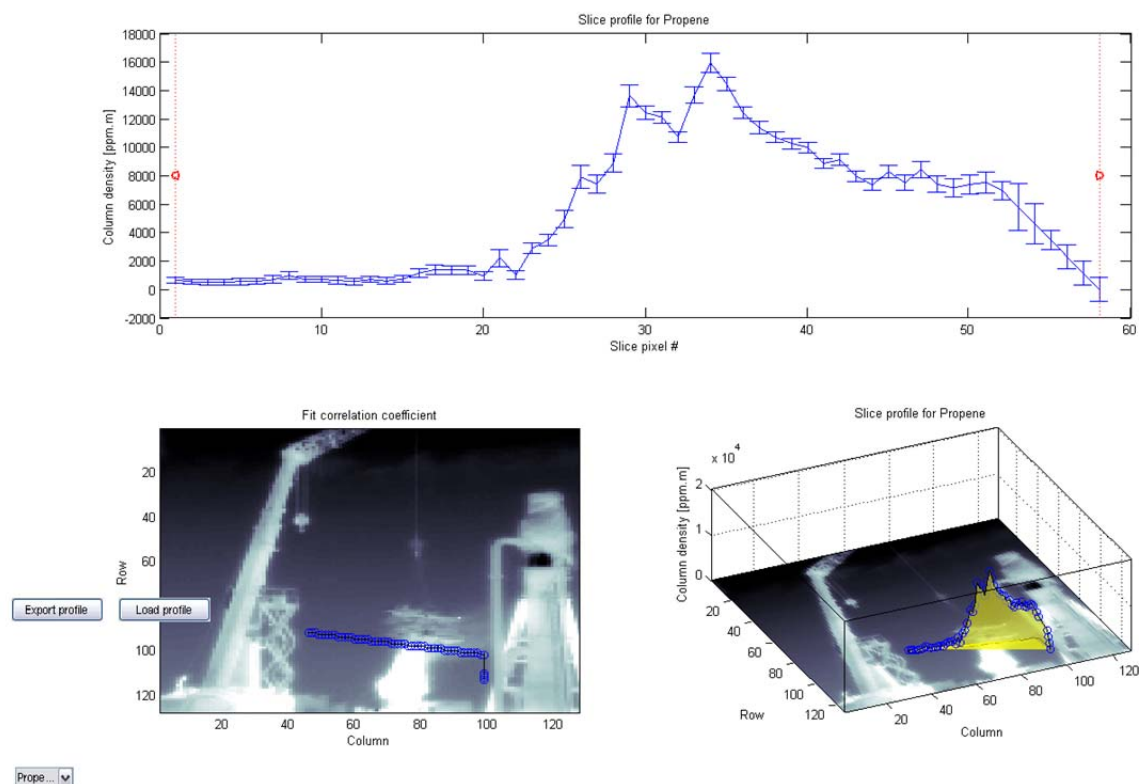 Slice profile for Propene
18000
16000
14000
12000
10000
8000
6000
4000
2000
0
-2000
Column density [ppm.m]
0 10 20 30 40 50 60
Slice pixel #
Fit correlation coefficient
20
40
60
80
100
120
Row
20 40 60 80 100 120
Column
Export profile
Load profile
Slice profile for Propene
x 10^4
2
1
0
Column density [ppm.m]
20
40
60
80
100
120
Row
20 40 60 80 100 120
Column
Prope...